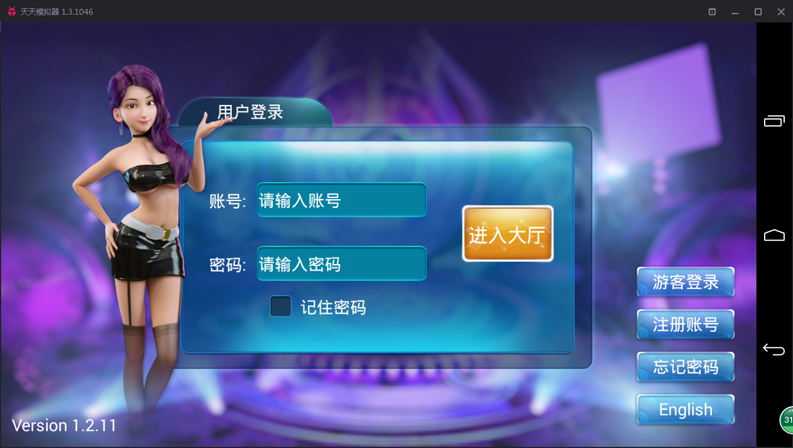 天天模拟器 1.3.1046
用户登录
账号: 请输入账号
进入大厅
密码: 请输入密码
记住密码
游客登录
注册账号
忘记密码
English
Version 1.2.11
31